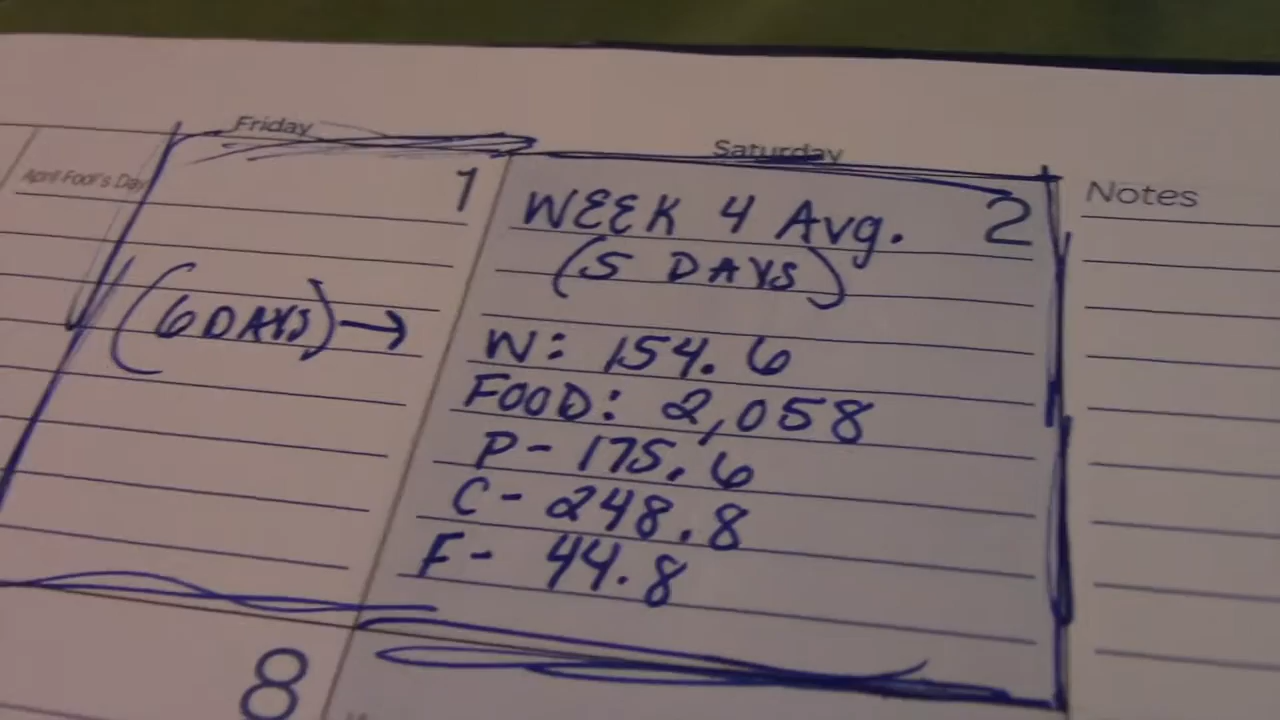 Friday
Saturday
April Fool's Day
1
WEEK 4 Avg.
2
Notes
(5 DAYS)
(6 DAYS) →
W: 154.6
FOOD: 2,058
P- 175.6
C- 248.8
F- 44.8
8